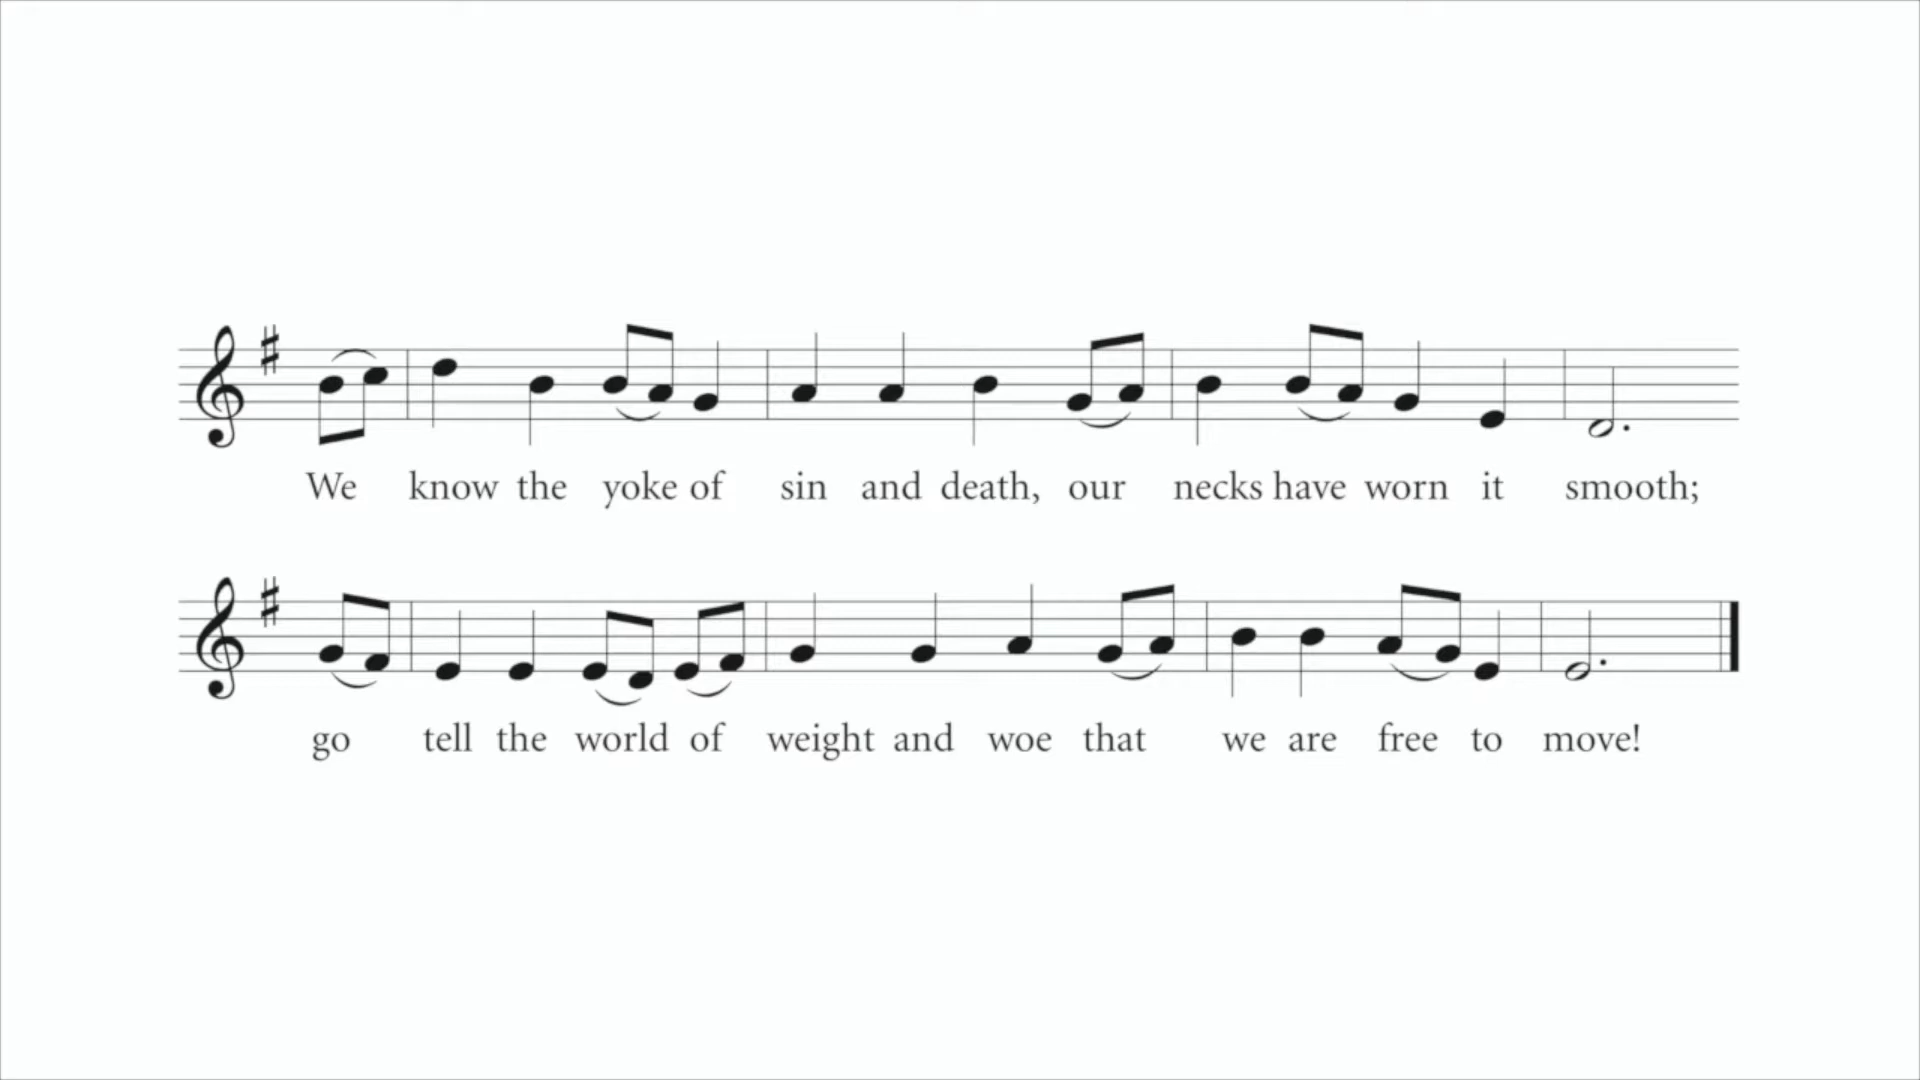 We know the yoke of sin and death, our necks have worn it smooth;
go tell the world of weight and woe that we are free to move!